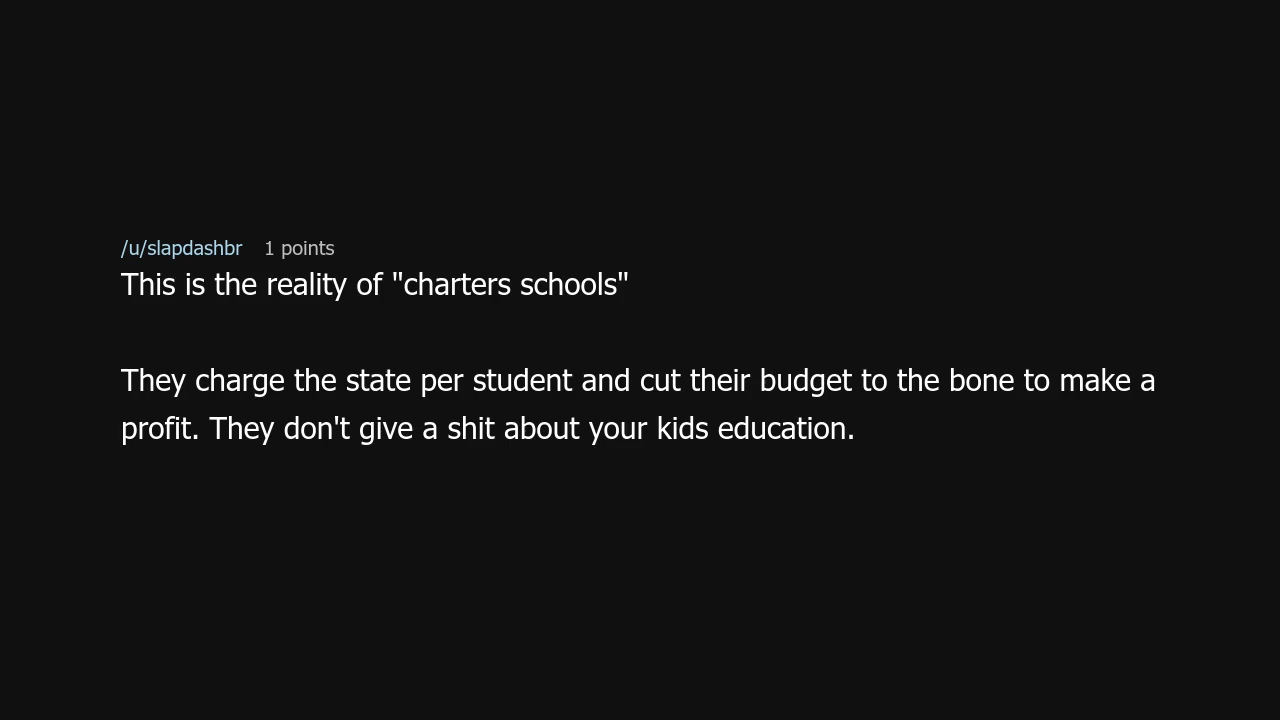 /u/slapdashbr 1 points
This is the reality of "charters schools"
They charge the state per student and cut their budget to the bone to make a
profit. They don't give a shit about your kids education.